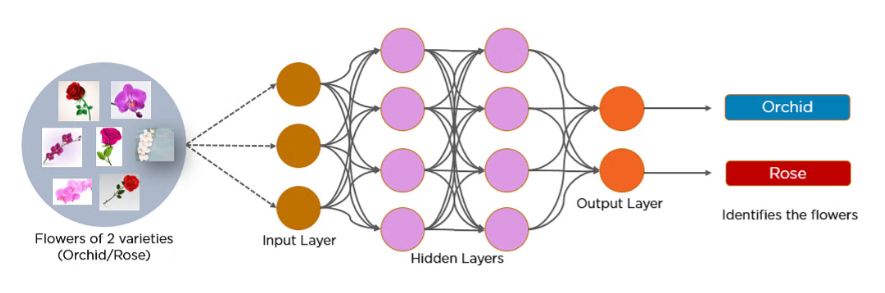 Flowers of 2 varieties
(Orchid/Rose)
Input Layer
Hidden Layers
Output Layer
Orchid
Rose
Identifies the flowers